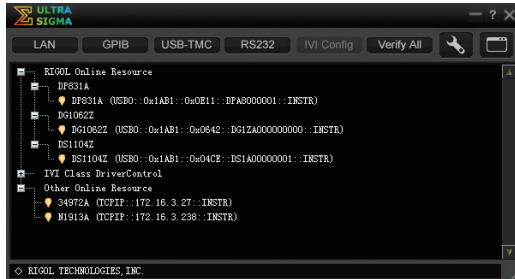 ULTRA
SIGMA
LAN GPIB USB-TMC RS232 IVI Config Verify All
RIGOL Online Resource
DP831A
DP831A (USB0::0x1AB1::0x0E11::DPA8000001::INSTR)
DG1062Z
DG1062Z (USB0::0x1AB1::0x0642::DG1ZA000000000::INSTR)
DS1104Z
DS1104Z (USB0::0x1AB1::0x04CE::DS1A00000001::INSTR)
IVI Class DriverControl
Other Online Resource
34972A (TCPIP::172.16.3.27::INSTR)
N1913A (TCPIP::172.16.3.238::INSTR)
RIGOL TECHNOLOGIES, INC.